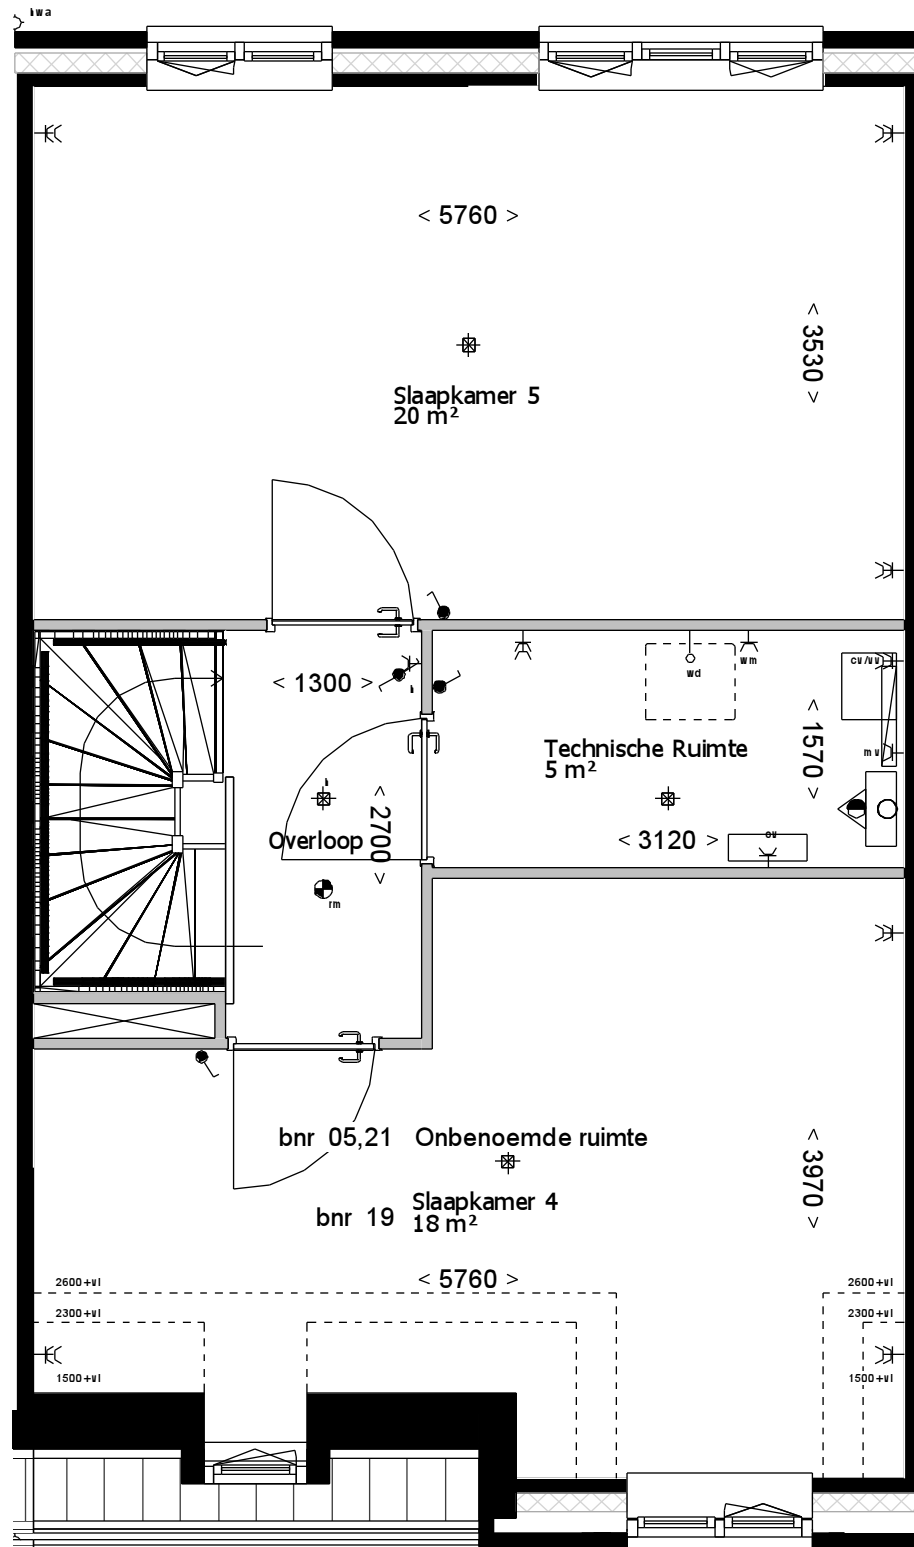 hwa
< 5760 >
< 3530 >
Slaapkamer 5
20 m²
< 1300 >
wd
wm
cv/vv
Technische Ruimte
5 m²
mv
< 1570 >
< 2700 >
Overloop
< 3120 >
ov
rm
bnr 05,21 Onbenoemde ruimte
bnr 19 Slaapkamer 4
18 m²
< 3970 >
< 5760 >
2600+vl
2600+vl
2300+vl
2300+vl
1500+vl
1500+vl